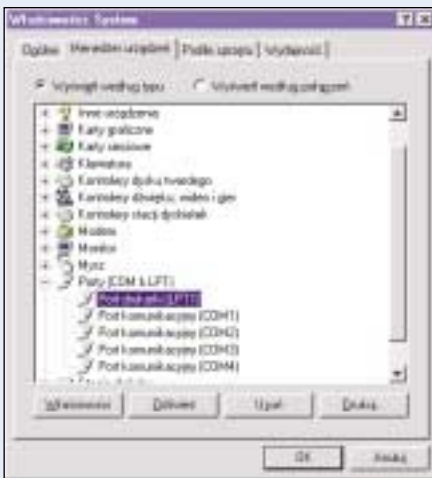 Właściwości: System
Ogólne Menedżer urządzeń Profile sprzętu Wydajność
Wyświetl według typu Wyświetl według połączeń
Inne urządzenia
Karty graficzne
Karty sieciowe
Klawiatura
Kontrolery dysku twardego
Kontrolery dźwięku, wideo i gier
Kontrolery stacji dyskietek
Modem
Monitor
Mysz
Porty (COM & LPT)
Port drukarki (LPT1)
Port komunikacyjny (COM1)
Port komunikacyjny (COM2)
Port komunikacyjny (COM3)
Port komunikacyjny (COM4)
Właściwości Odśwież Usuń Drukuj...
OK Anuluj